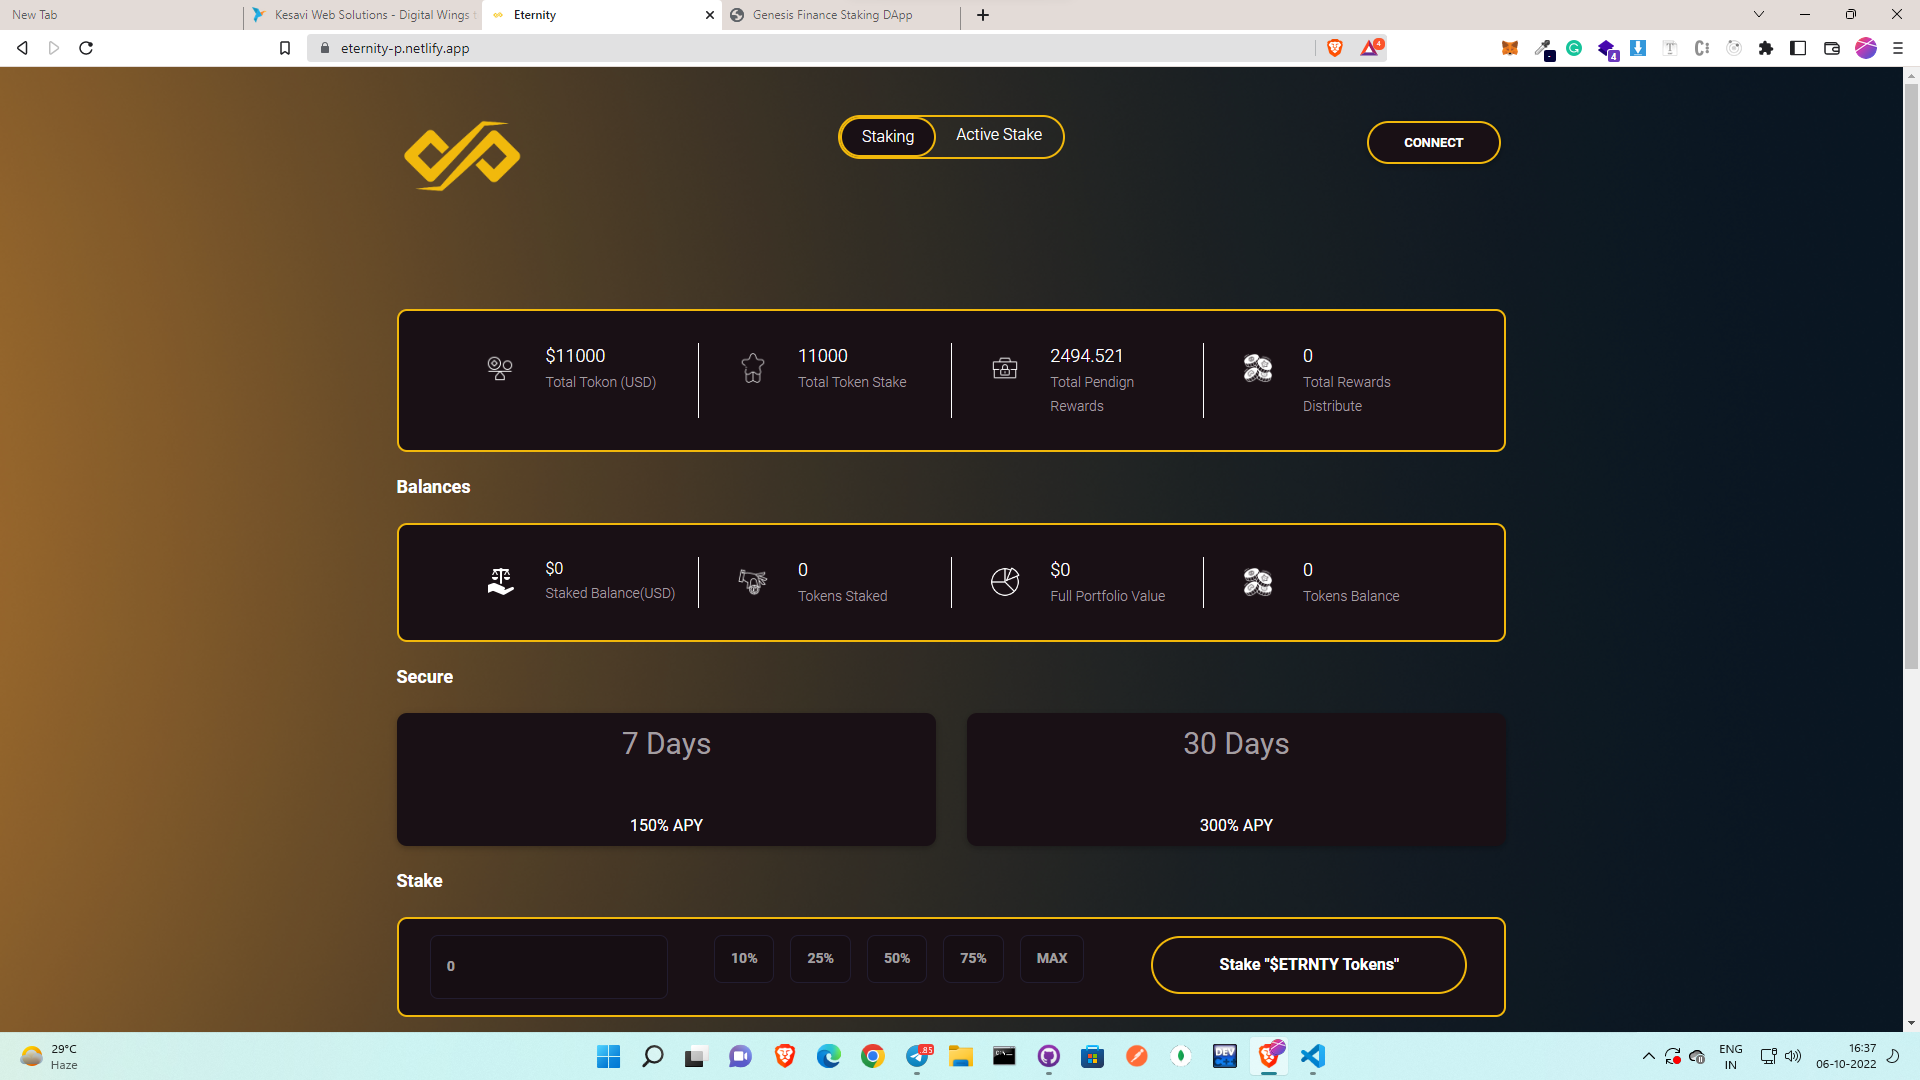 New Tab
Kesavi Web Solutions - Digital Wings
Eternity
Genesis Finance Staking DApp
eternity-p.netlify.app
4
4
Staking
Active Stake
CONNECT
$11000
Total Tokon (USD)
11000
Total Token Stake
2494.521
Total Pendign
Rewards
0
Total Rewards
Distribute
Balances
$0
Staked Balance(USD)
0
Tokens Staked
$0
Full Portfolio Value
0
Tokens Balance
Secure
7 Days
150% APY
30 Days
300% APY
Stake
0
10%
25%
50%
75%
MAX
Stake "$ETRNTY Tokens"
29°C
Haze
85
DEV
ENG
IN
16:37
06-10-2022